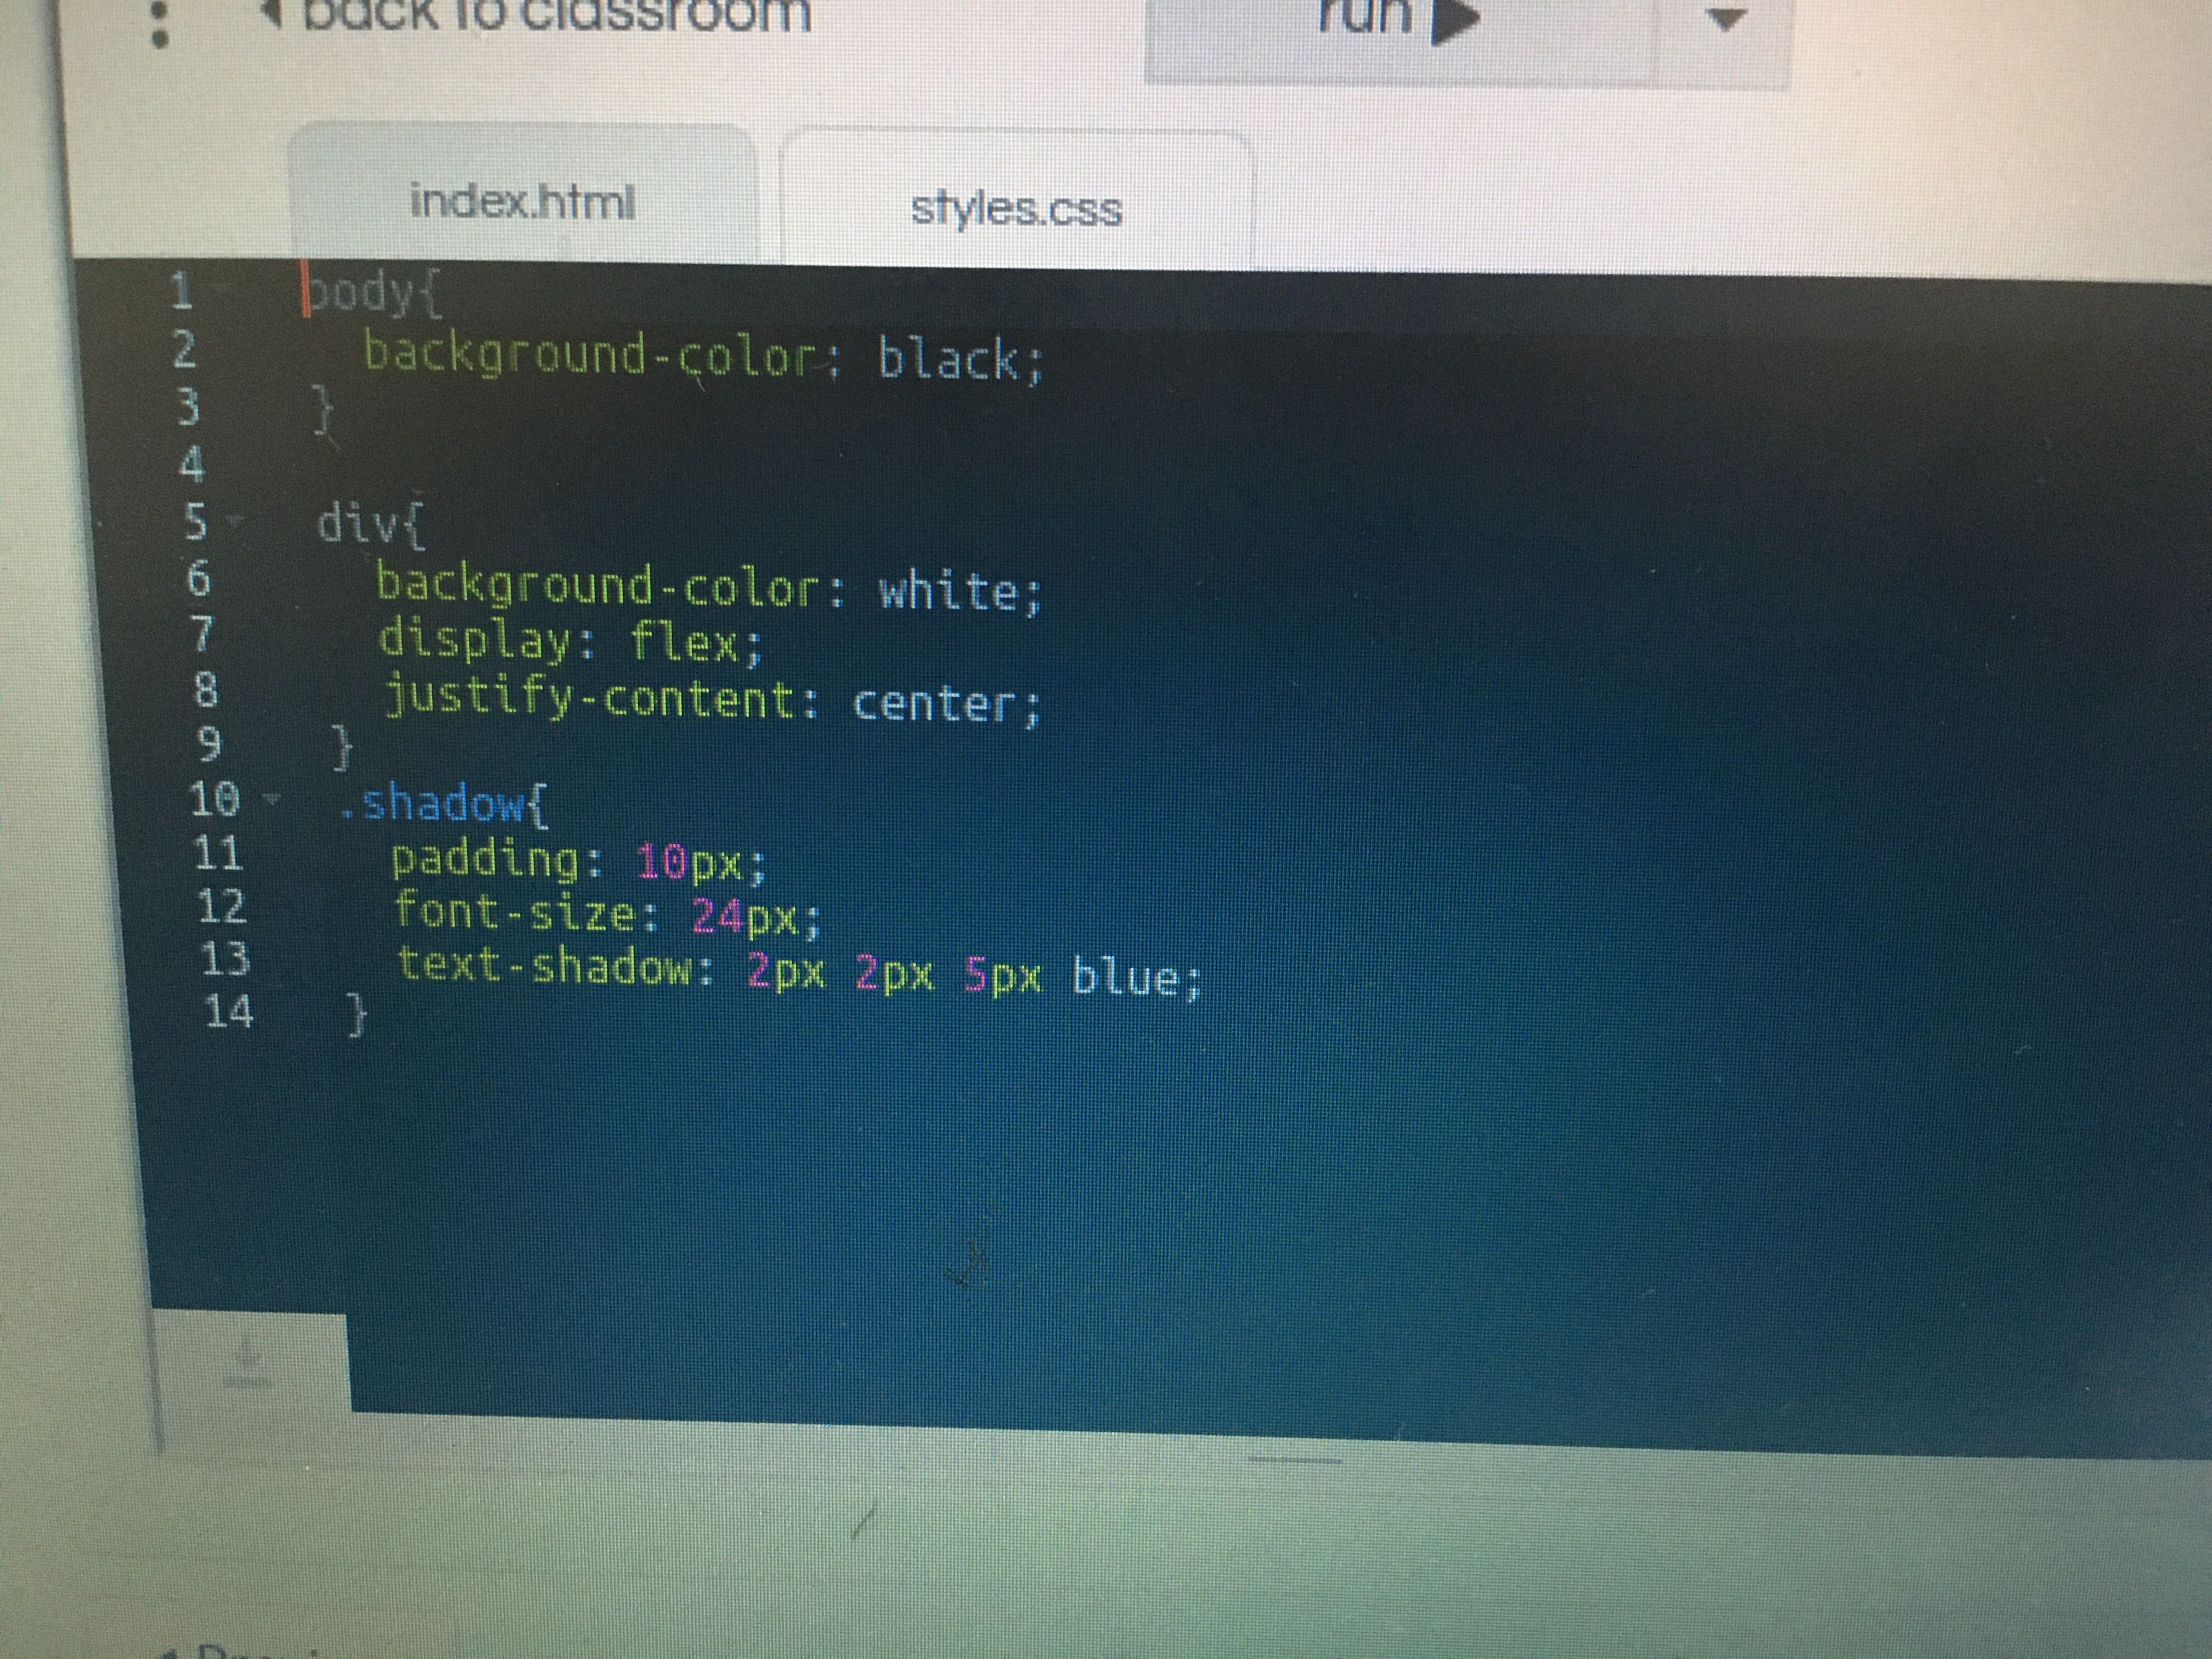 back to classroom
run
index.html
styles.css
1 body{
2 background-color: black;
3 }
4
5 div{
6 background-color: white;
7 display: flex;
8 justify-content: center;
9 }
10 .shadow{
11 padding: 10px;
12 font-size: 24px;
13 text-shadow: 2px 2px 5px blue;
14 }